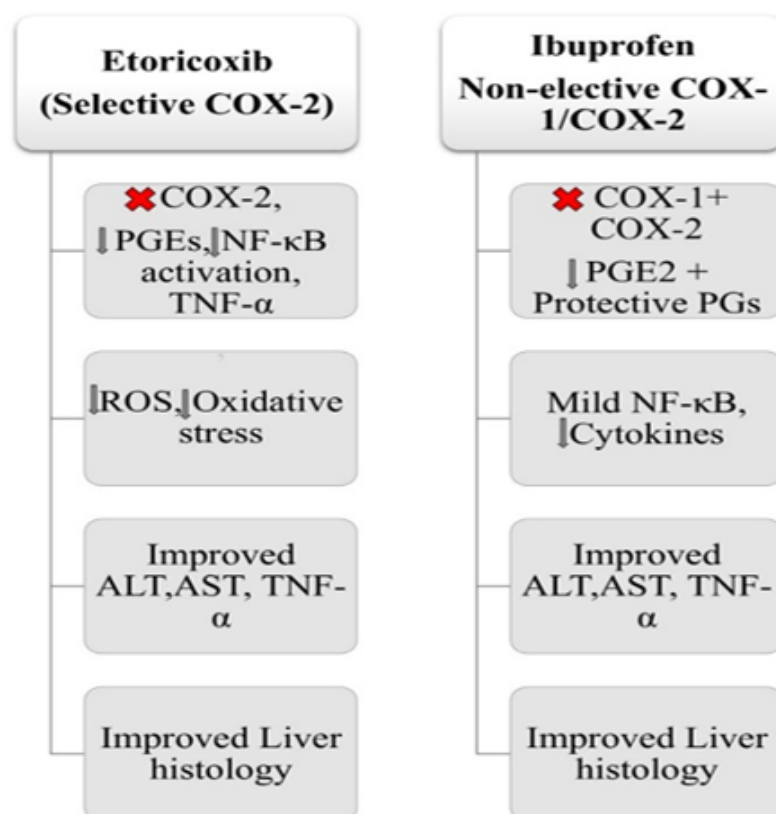 Etoricoxib
(Selective COX-2)
COX-2,
↓PGEs,↓NF-κB
activation,
TNF-α
↓ROS,↓Oxidative
stress
Improved
ALT,AST, TNF-
α
Improved Liver
histology
Ibuprofen
Non-elective COX-
1/COX-2
COX-1+
COX-2
↓PGE2 +
Protective PGs
Mild NF-κB,
↓Cytokines
Improved
ALT,AST, TNF-
α
Improved Liver
histology